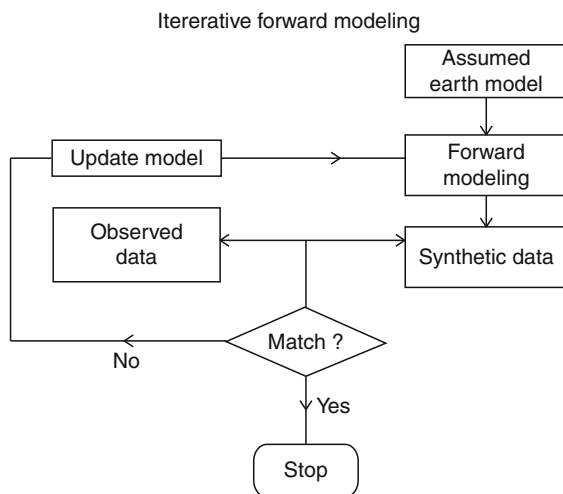 Itererative forward modeling
Assumed
earth model
Update model
Forward
modeling
Observed
data
Synthetic data
Match ?
No
Yes
Stop